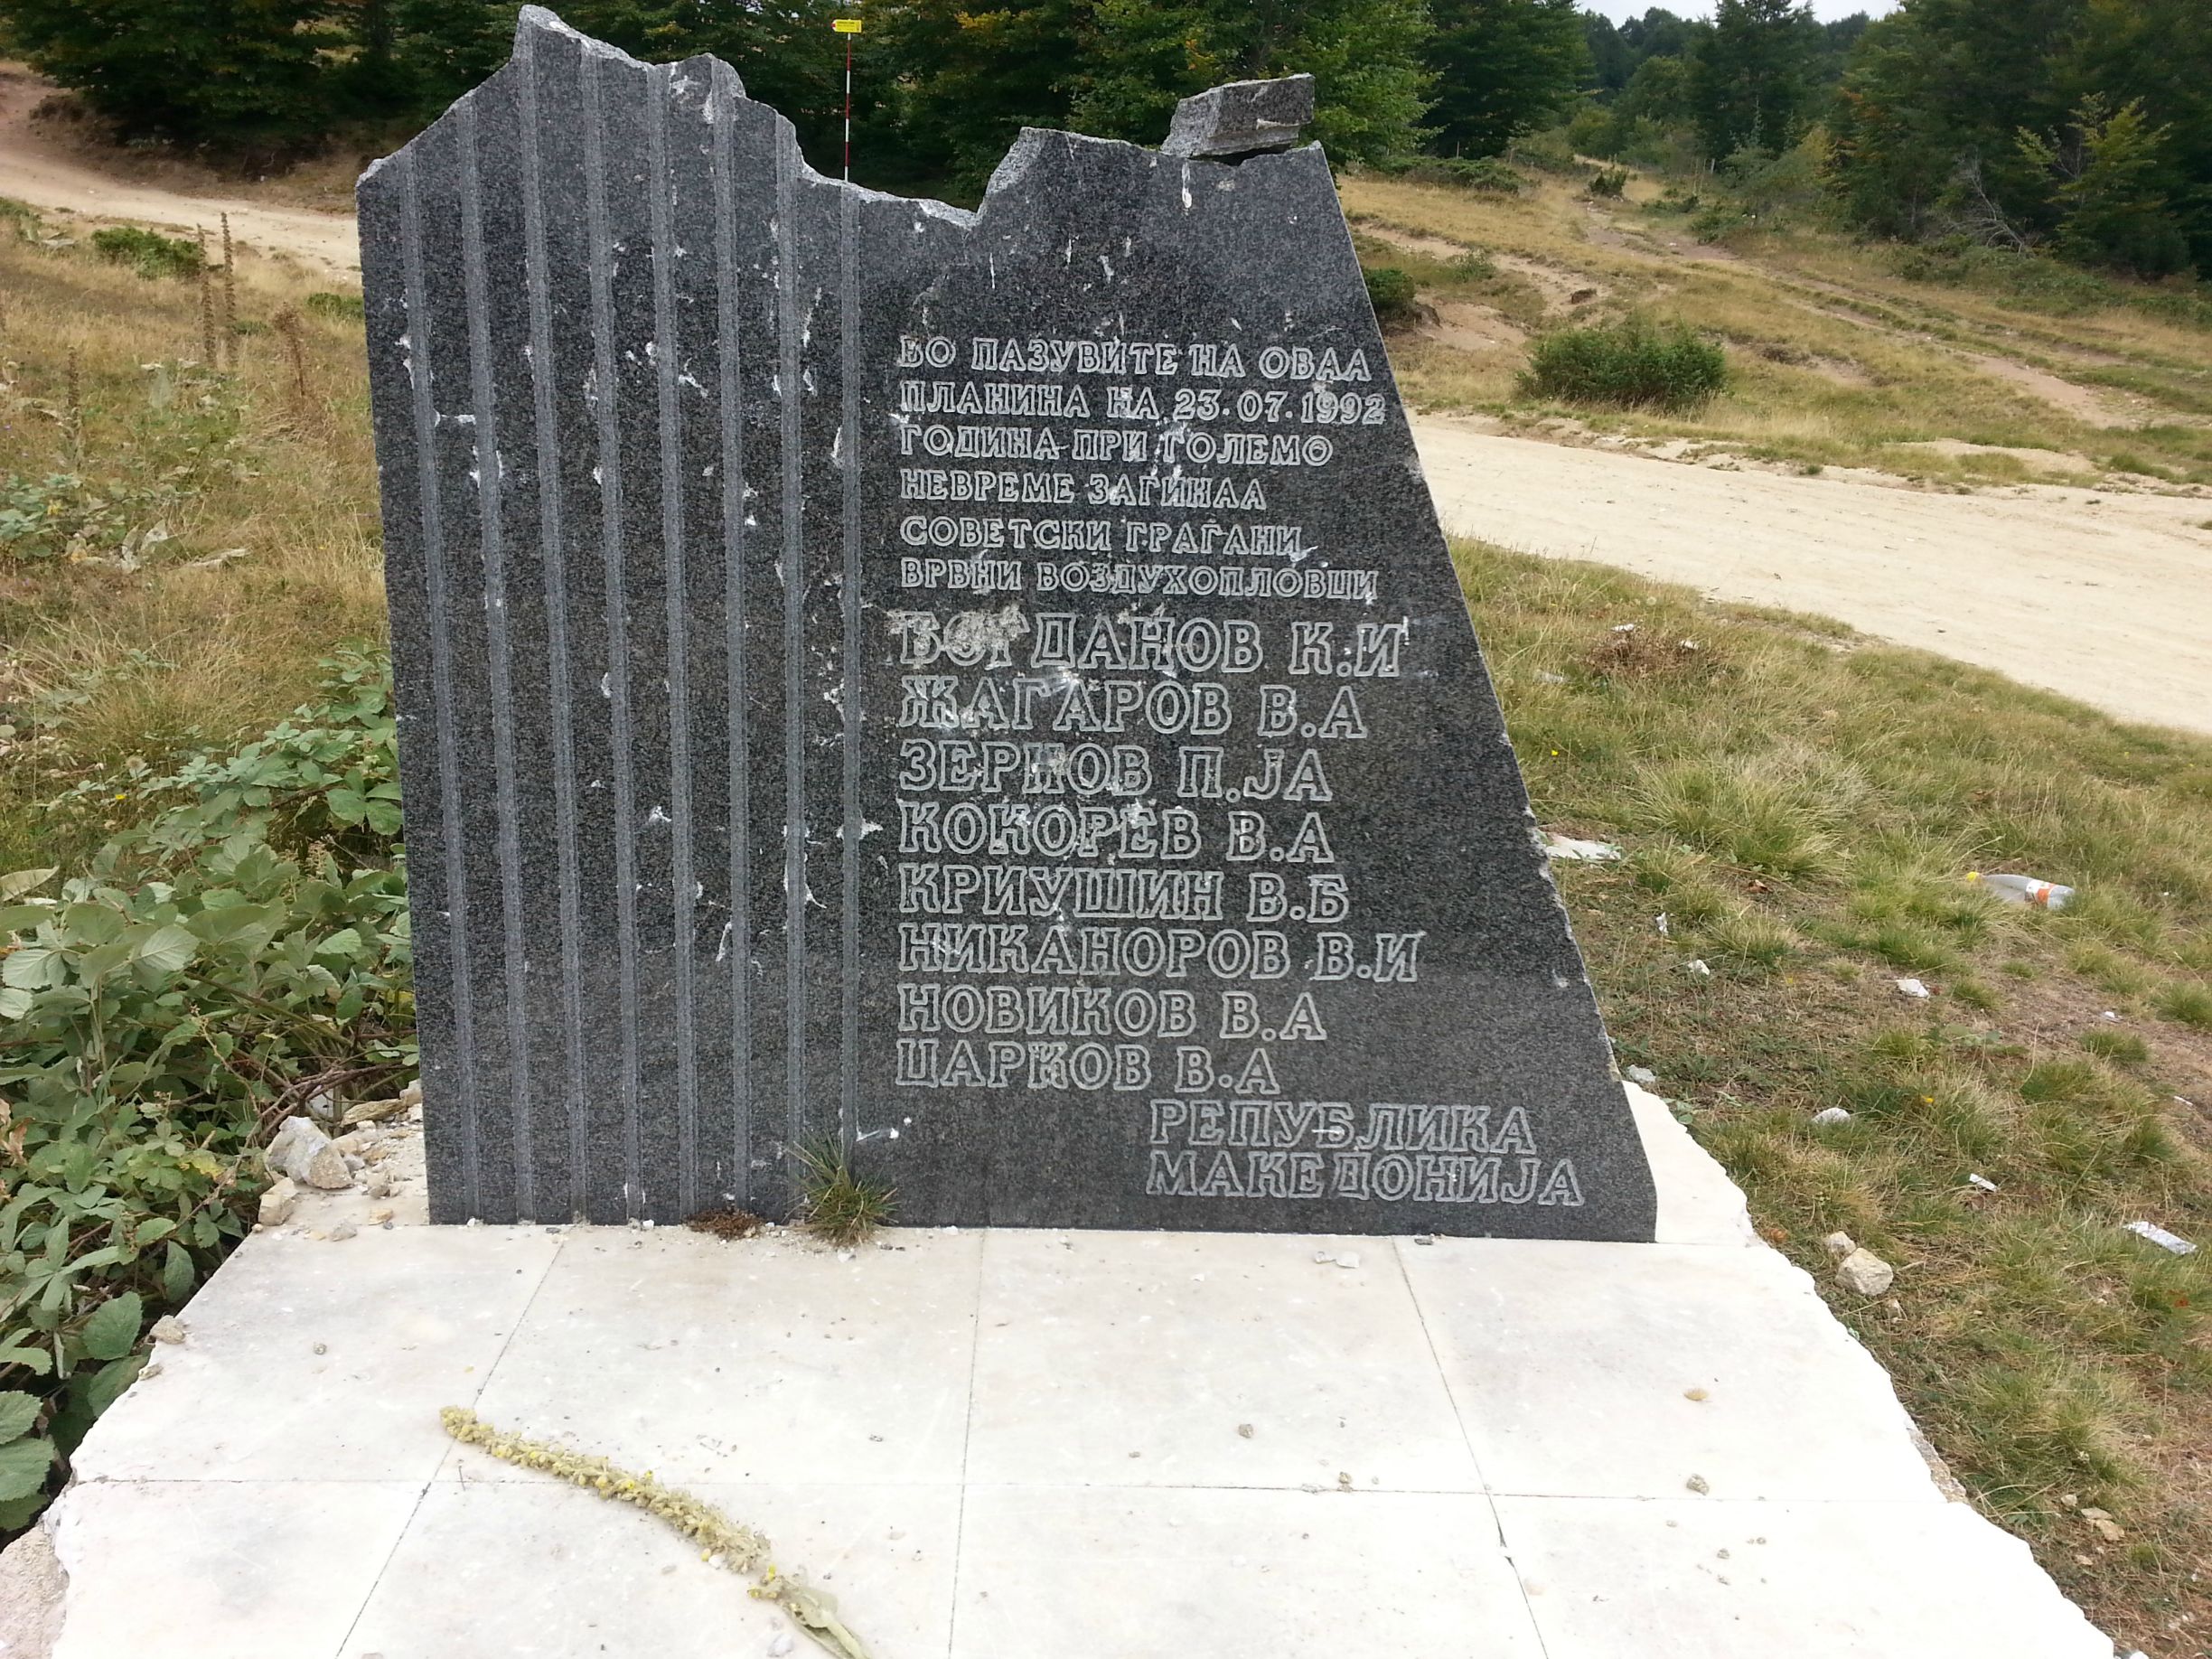 ВО ПАЗУВИТЕ НА ОВАА
ПЛАНИНА НА 23.07.1992
ГОДИНА ПРИ ГОЛЕМО
НЕВРЕМЕ ЗАГИНАА
СОВЕТСКИ ГРАЃАНИ
ВРВНИ ВОЗДУХОПЛОВЦИ
БОГДАНОВ К.И
ЖАГАРОВ В.А
ЗЕРНОВ П.ЈА
КОКОРЕВ В.А
КРИУШИН В.Б
НИКАНОРОВ В.И
НОВИКОВ В.А
ЦАРКОВ В.А
РЕПУБЛИКА
МАКЕДОНИЈА